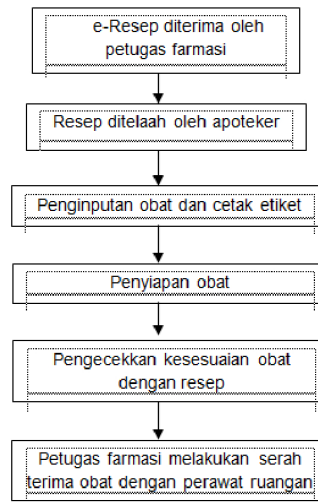 e-Resep diterima oleh
petugas farmasi
Resep ditelaah oleh apoteker
Penginputan obat dan cetak etiket
Penyiapan obat
Pengecekkan kesesuaian obat
dengan resep
Petugas farmasi melakukan serah
terima obat dengan perawat ruangan